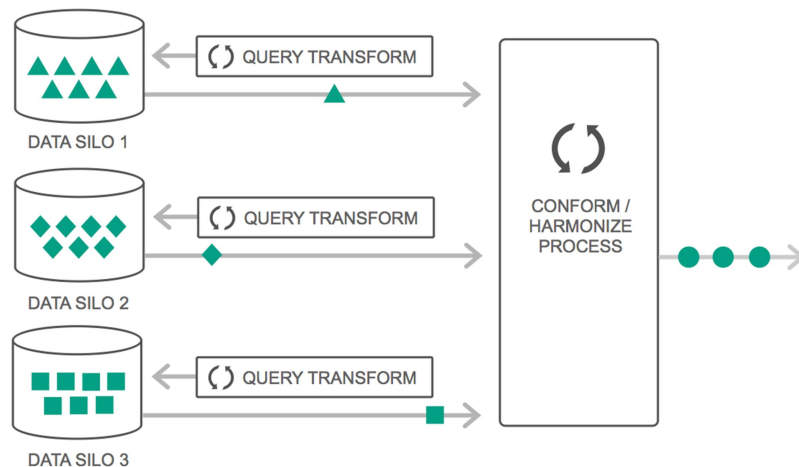 QUERY TRANSFORM
DATA SILO 1
QUERY TRANSFORM
DATA SILO 2
QUERY TRANSFORM
DATA SILO 3
CONFORM /
HARMONIZE
PROCESS